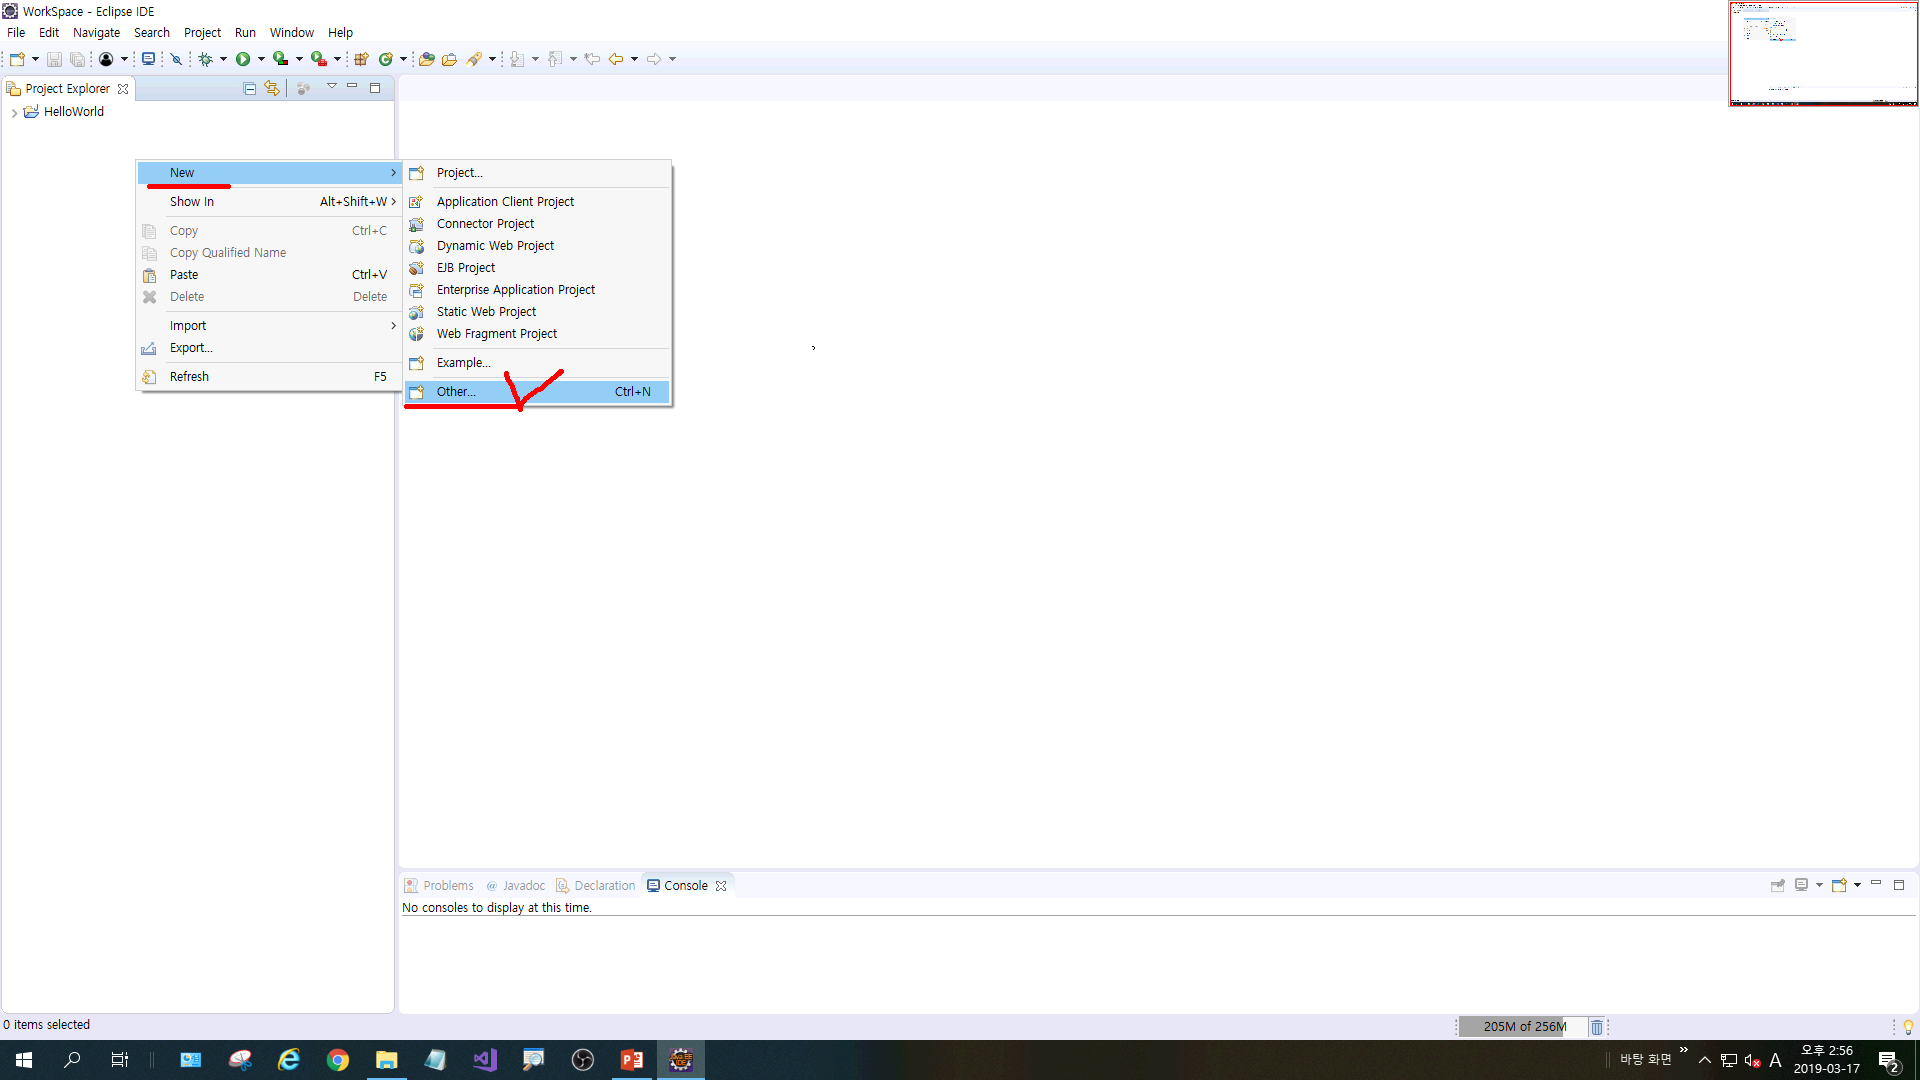 WorkSpace - Eclipse IDE
File Edit Navigate Search Project Run Window Help
Project Explorer
HelloWorld
New
Show In Alt+Shift+W
Copy Ctrl+C
Copy Qualified Name
Paste Ctrl+V
Delete Delete
Import
Export...
Refresh F5
Project...
Application Client Project
Connector Project
Dynamic Web Project
EJB Project
Enterprise Application Project
Static Web Project
Web Fragment Project
Example...
Other... Ctrl+N
Problems @ Javadoc Declaration Console
No consoles to display at this time.
0 items selected
205M of 256M
바탕 화면
A
오후 2:56
2019-03-17
2